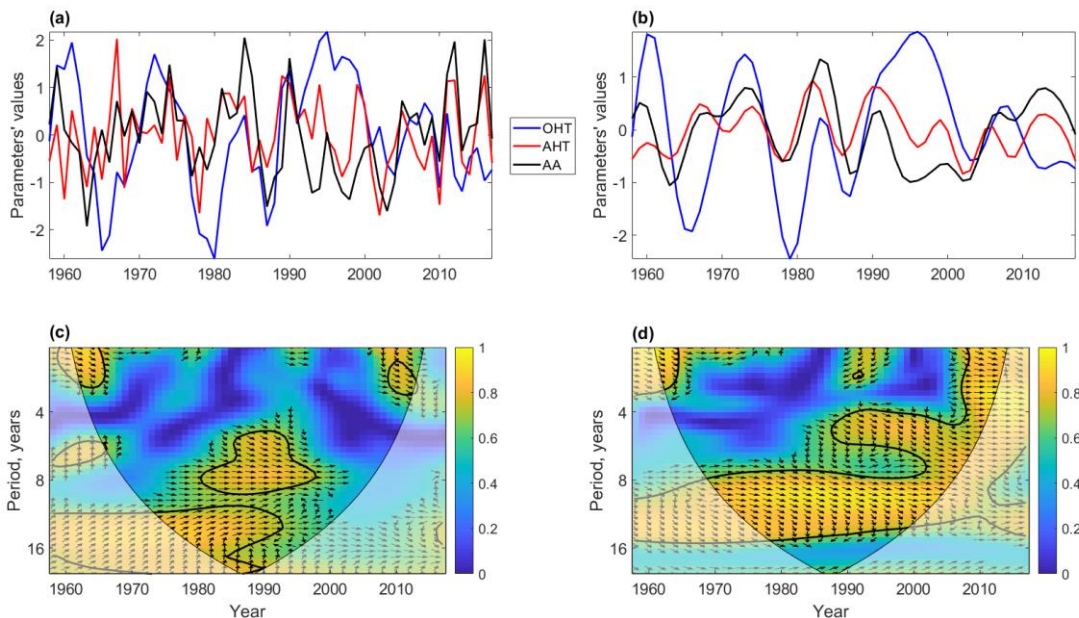 (a)
Parameters' values
2
1
0
-1
-2
1960 1970 1980 1990 2000 2010
OHT
AHT
AA
(b)
Parameters' values
1
0
-1
-2
1960 1970 1980 1990 2000 2010
(c)
Period, years
4
8
16
1960 1970 1980 1990 2000 2010
Year
1
0.8
0.6
0.4
0.2
0
(d)
Period, years
4
8
16
1960 1970 1980 1990 2000 2010
Year
1
0.8
0.6
0.4
0.2
0